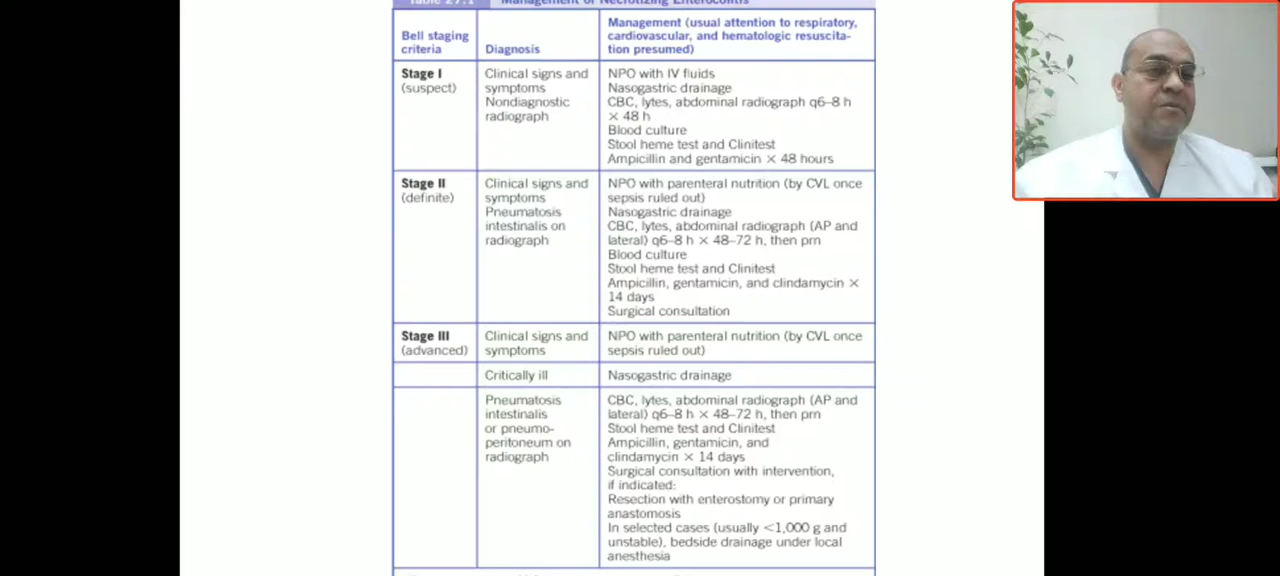 Table 27.1 Management of Necrotizing Enterocolitis
Bell staging
criteria
Diagnosis
Management (usual attention to respiratory,
cardiovascular, and hematologic resuscita-
tion presumed)
Stage I
(suspect)
Clinical signs and
symptoms
Nondiagnostic
radiograph
NPO with IV fluids
Nasogastric drainage
CBC, lytes, abdominal radiograph q6–8 h
× 48 h
Blood culture
Stool heme test and Clinitest
Ampicillin and gentamicin × 48 hours
Stage II
(definite)
Clinical signs and
symptoms
Pneumatosis
intestinalis on
radiograph
NPO with parenteral nutrition (by CVL once
sepsis ruled out)
Nasogastric drainage
CBC, lytes, abdominal radiograph (AP and
lateral) q6–8 h × 48–72 h, then prn
Blood culture
Stool heme test and Clinitest
Ampicillin, gentamicin, and clindamycin ×
14 days
Surgical consultation
Stage III
(advanced)
Clinical signs and
symptoms
NPO with parenteral nutrition (by CVL once
sepsis ruled out)
Critically ill
Nasogastric drainage
Pneumatosis
intestinalis
or pneumo-
peritoneum on
radiograph
CBC, lytes, abdominal radiograph (AP and
lateral) q6–8 h × 48–72 h, then prn
Stool heme test and Clinitest
Ampicillin, gentamicin, and
clindamycin × 14 days
Surgical consultation with intervention,
if indicated:
Resection with enterostomy or primary
anastomosis
In selected cases (usually <1,000 g and
unstable), bedside drainage under local
anesthesia